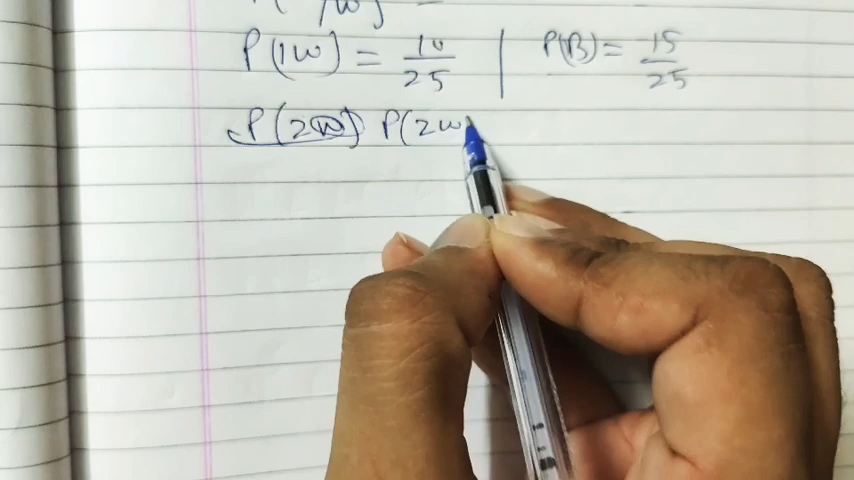 P(1W) = 10/25 | P(B) = 15/25
P(2W) P(2W